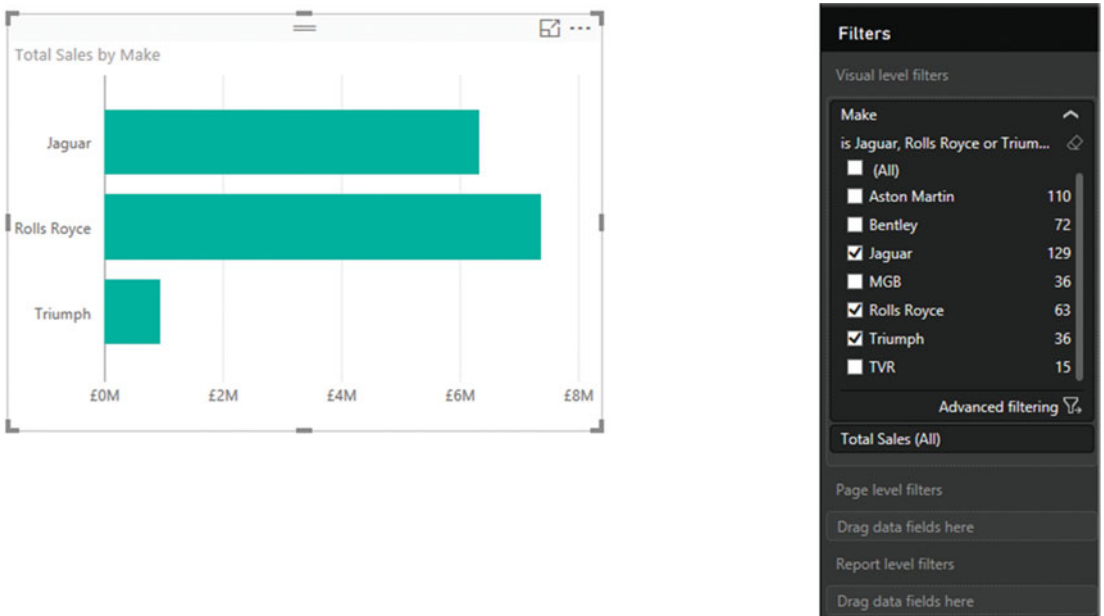 Total Sales by Make
Jaguar
Rolls Royce
Triumph
£0M £2M £4M £6M £8M
Filters
Visual level filters
Make
is Jaguar, Rolls Royce or Trium...
(All)
Aston Martin 110
Bentley 72
Jaguar 129
MGB 36
Rolls Royce 63
Triumph 36
TVR 15
Advanced filtering
Total Sales (All)
Page level filters
Drag data fields here
Report level filters
Drag data fields here